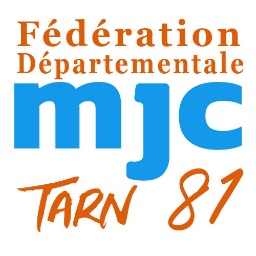 Fédération
Départementale
mjc
TARN 81